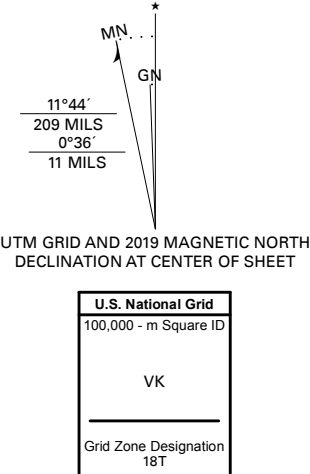 ★
MN
GN
11°44´
209 MILS
0°36´
11 MILS
UTM GRID AND 2019 MAGNETIC NORTH
DECLINATION AT CENTER OF SHEET
U.S. National Grid
100,000 - m Square ID
VK
Grid Zone Designation
18T